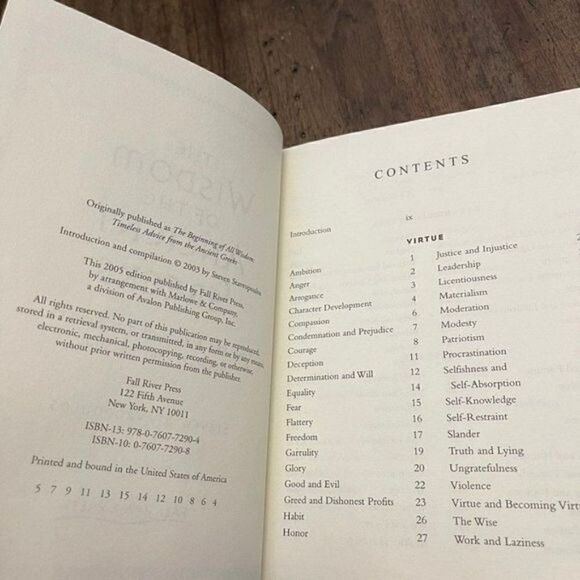 Originally published as The Beginning of All Wisdom:
Timeless Advice from the Ancient Greeks
Introduction and compilation © 2003 by Steven Stavropoulos
This 2005 edition published by Fall River Press,
by arrangement with Marlowe & Company,
a division of Avalon Publishing Group, Inc.
All rights reserved. No part of this publication may be reproduced,
stored in a retrieval system, or transmitted, in any form or by any means,
electronic, mechanical, photocopying, recording, or otherwise,
without prior written permission from the publisher.
Fall River Press
122 Fifth Avenue
New York, NY 10011
ISBN-13: 978-0-7607-7290-4
ISBN-10: 0-7607-7290-8
Printed and bound in the United States of America
5 7 9 11 13 15 14 12 10 8 6 4
CONTENTS
Introduction ix
VIRTUE
Ambition 1
Anger 2
Arrogance 3
Character Development 4
Compassion 6
Condemnation and Prejudice 7
Courage 8
Deception 11
Determination and Will 12
Equality 14
Fear 15
Flattery 16
Freedom 17
Garrulity 19
Glory 20
Good and Evil 22
Greed and Dishonest Profits 23
Habit 26
Honor 27
Justice and Injustice
Leadership
Licentiousness
Materialism
Moderation
Modesty
Patriotism
Procrastination
Selfishness and
Self-Absorption
Self-Knowledge
Self-Restraint
Slander
Truth and Lying
Ungratefulness
Violence
Virtue and Becoming Virtu
The Wise
Work and Laziness